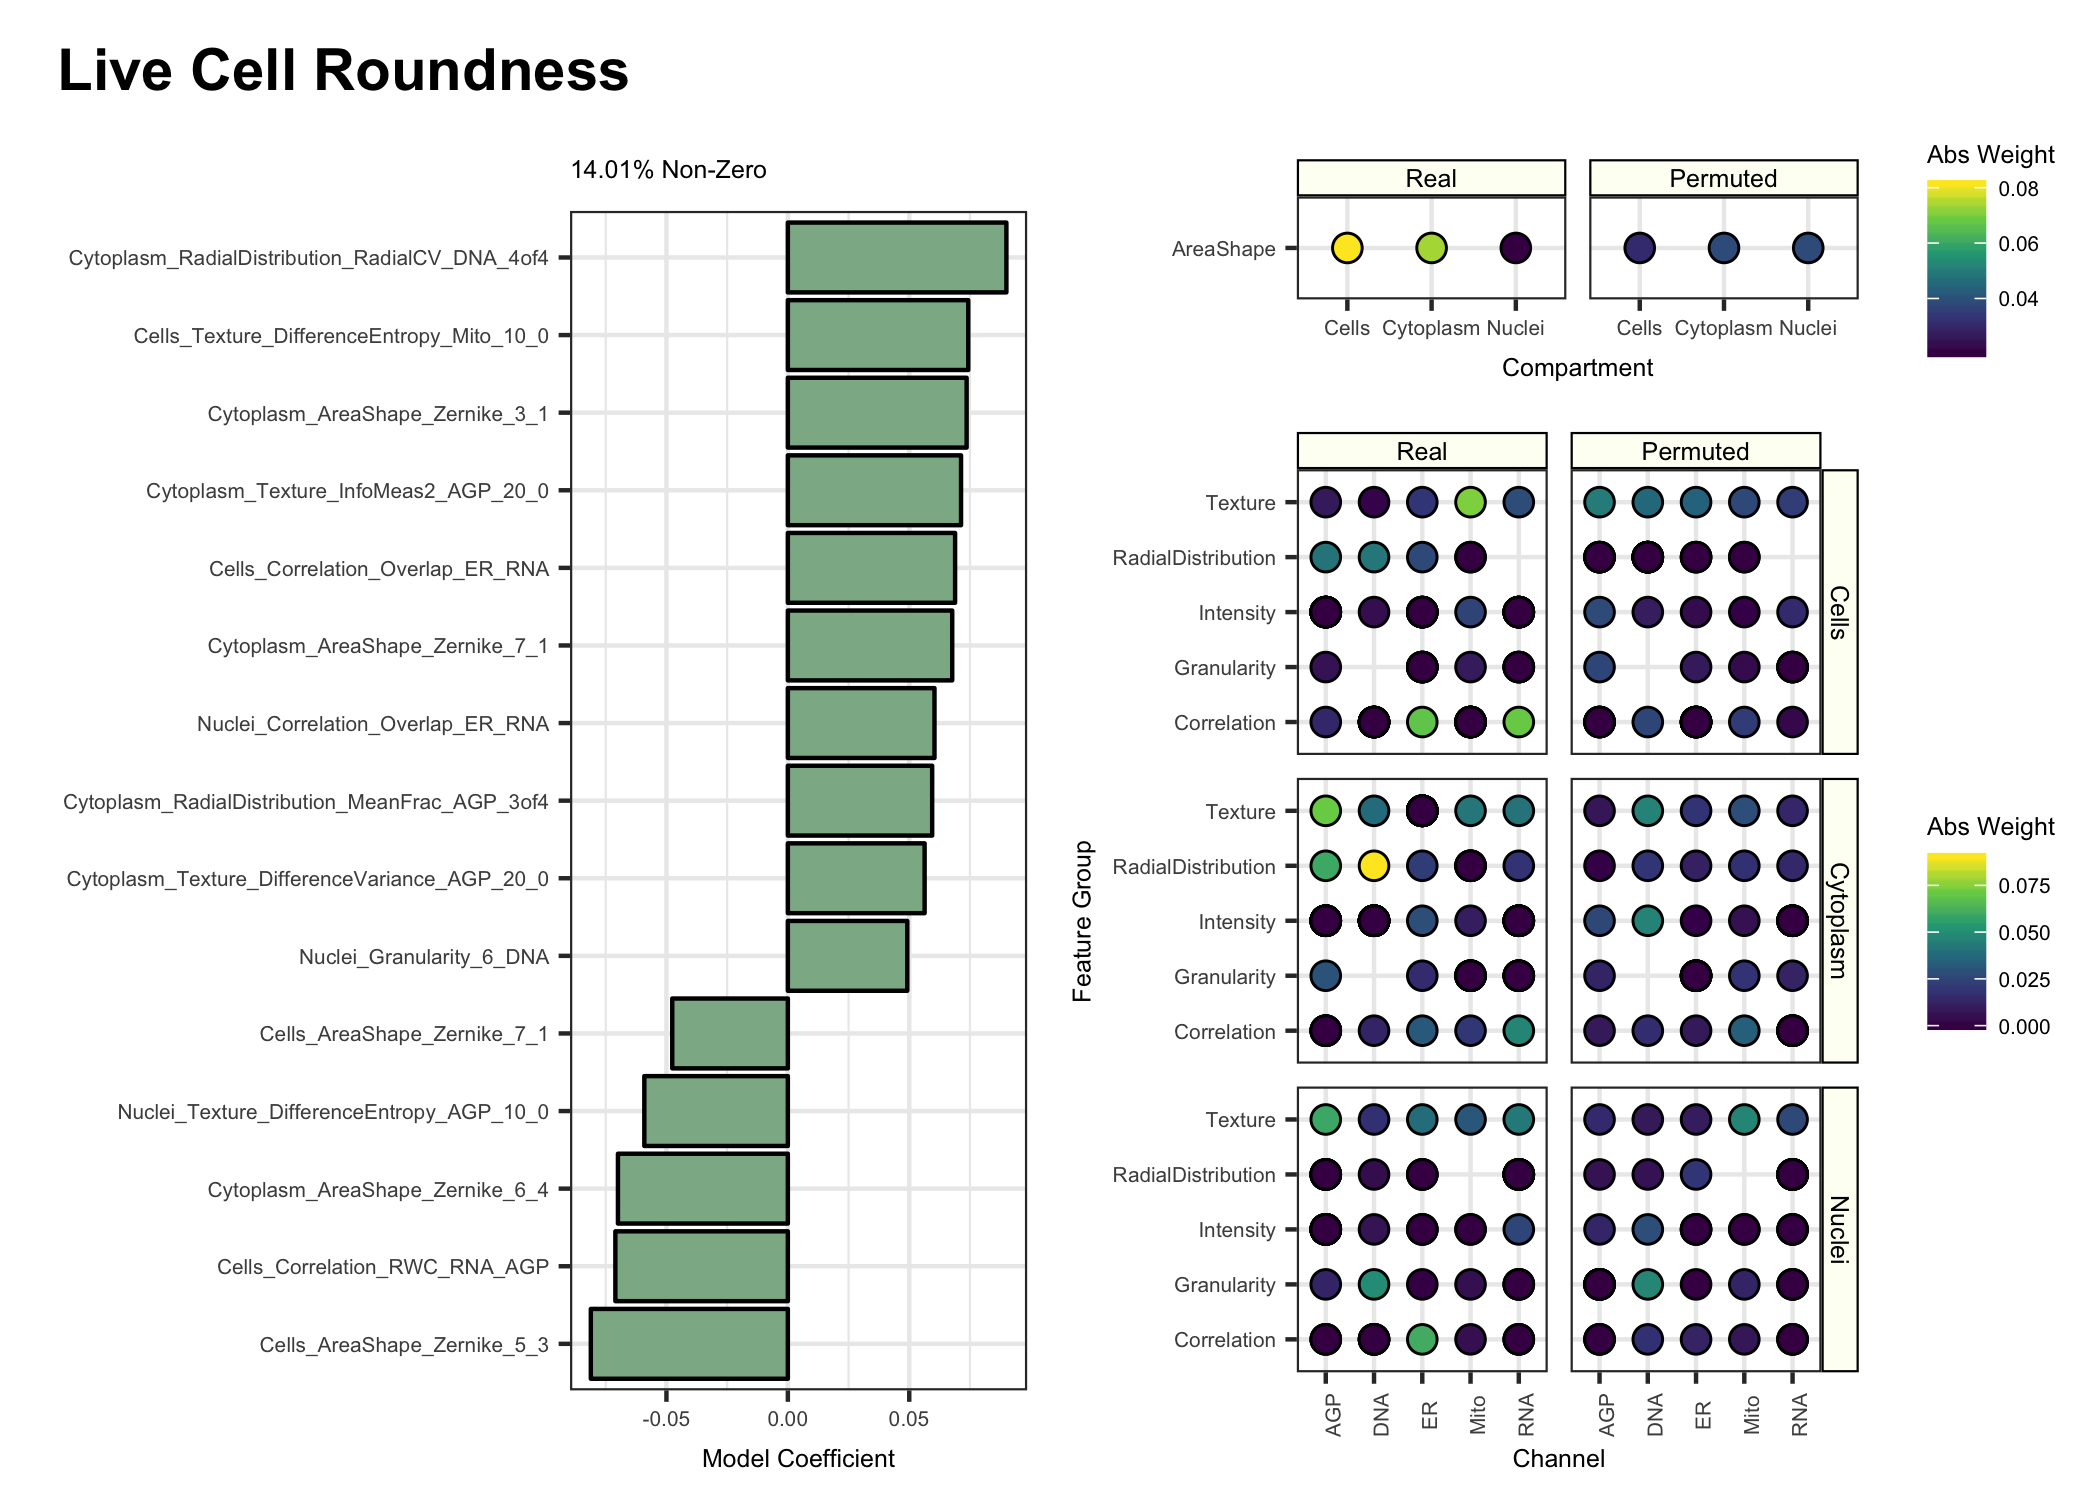 Live Cell Roundness
14.01% Non-Zero
Cytoplasm_RadialDistribution_RadialCV_DNA_4of4
Cells_Texture_DifferenceEntropy_Mito_10_0
Cytoplasm_AreaShape_Zernike_3_1
Cytoplasm_Texture_InfoMeas2_AGP_20_0
Cells_Correlation_Overlap_ER_RNA
Cytoplasm_AreaShape_Zernike_7_1
Nuclei_Correlation_Overlap_ER_RNA
Cytoplasm_RadialDistribution_MeanFrac_AGP_3of4
Cytoplasm_Texture_DifferenceVariance_AGP_20_0
Nuclei_Granularity_6_DNA
Cells_AreaShape_Zernike_7_1
Nuclei_Texture_DifferenceEntropy_AGP_10_0
Cytoplasm_AreaShape_Zernike_6_4
Cells_Correlation_RWC_RNA_AGP
Cells_AreaShape_Zernike_5_3
-0.05 0.00 0.05
Model Coefficient
Real Permuted
AreaShape
Cells Cytoplasm Nuclei Cells Cytoplasm Nuclei
Compartment
Abs Weight
0.08
0.06
0.04
Real Permuted
Feature Group
Texture
RadialDistribution
Intensity
Granularity
Correlation
Cells
Texture
RadialDistribution
Intensity
Granularity
Correlation
Cytoplasm
Texture
RadialDistribution
Intensity
Granularity
Correlation
Nuclei
AGP DNA ER Mito RNA AGP DNA ER Mito RNA
Channel
Abs Weight
0.075
0.050
0.025
0.000